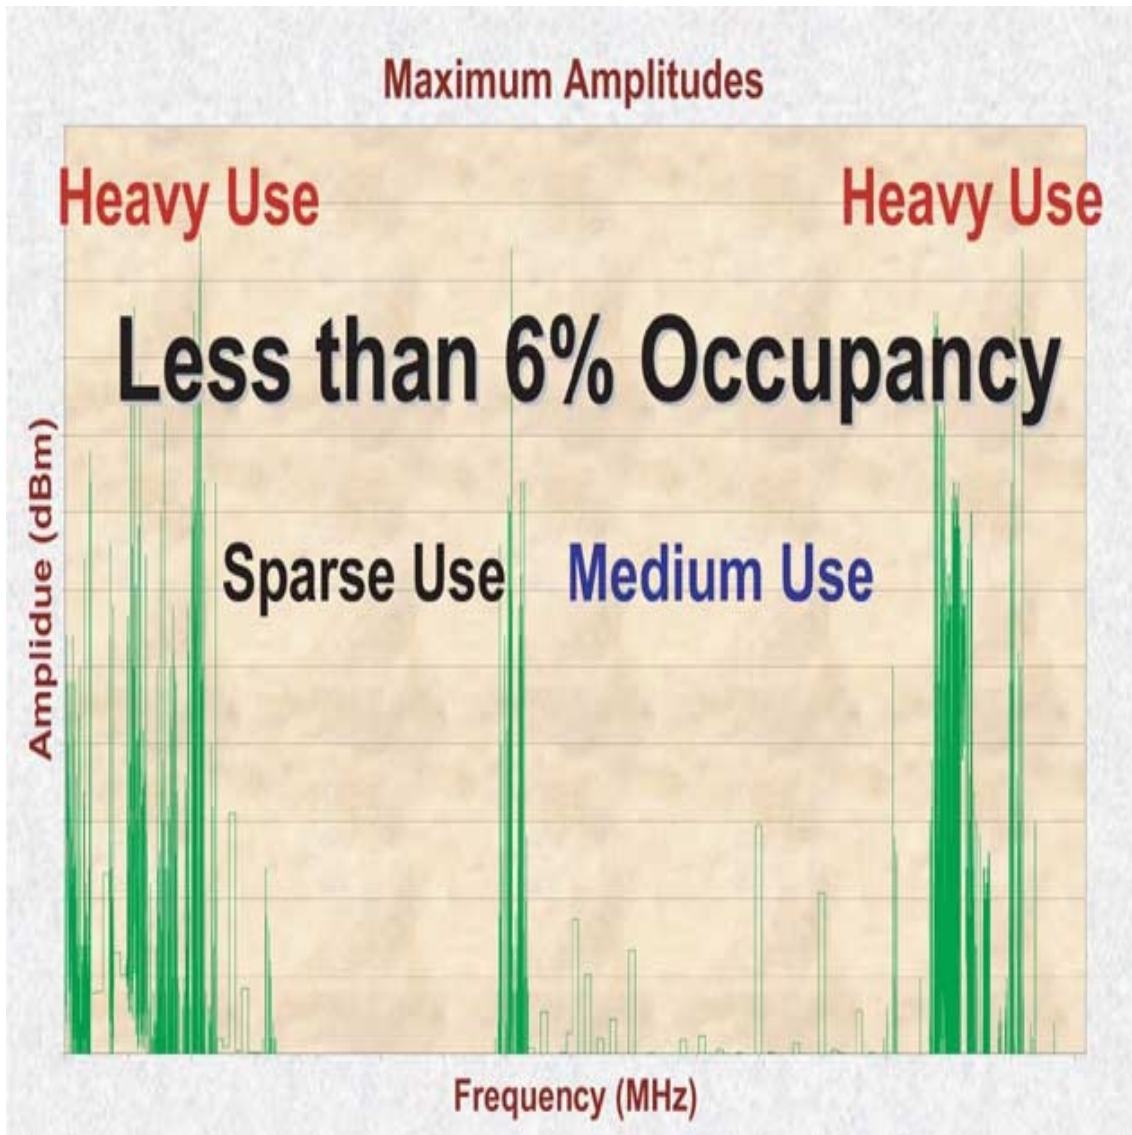 Maximum Amplitudes
Heavy Use
Heavy Use
Less than 6% Occupancy
Sparse Use
Medium Use
Amplidue (dBm)
Frequency (MHz)